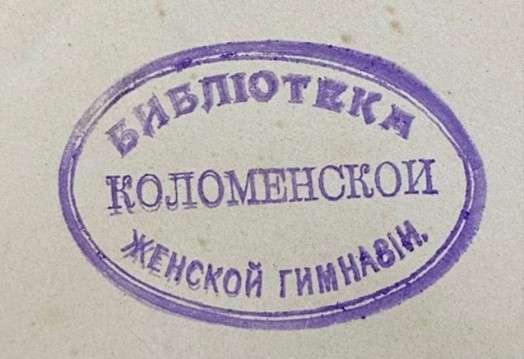 БИБЛІОТЕКА
КОЛОМЕНСКОЙ
ЖЕНСКОЙ ГИМНАЗІИ.